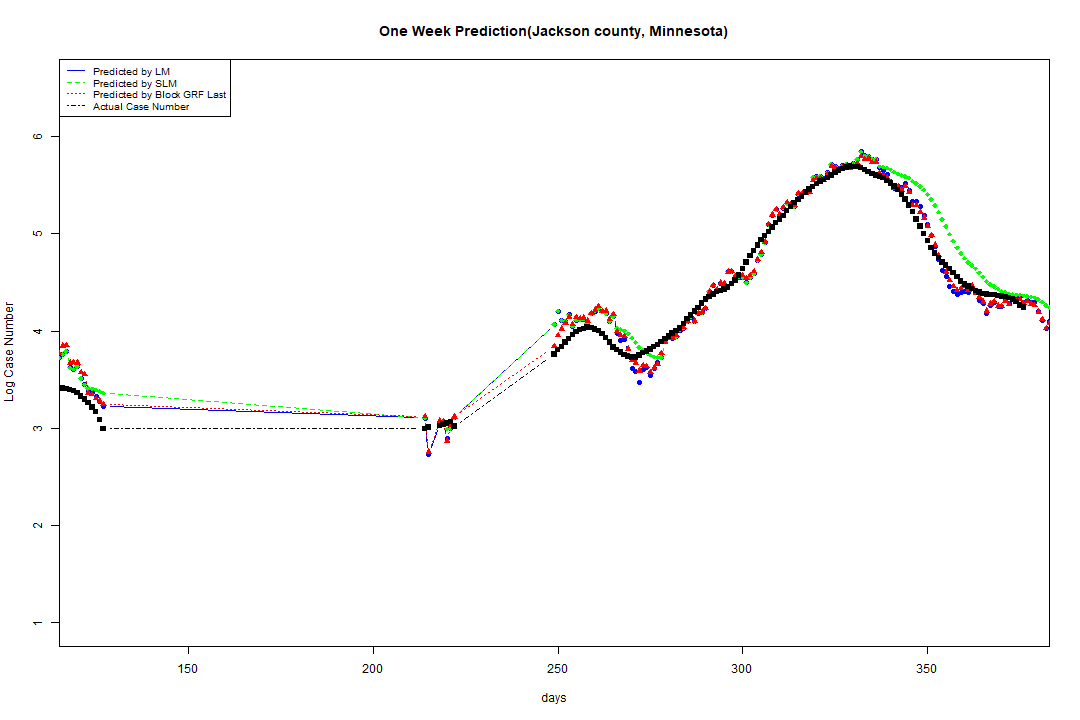 One Week Prediction(Jackson county, Minnesota)
Predicted by LM
Predicted by SLM
Predicted by Block GRF Last
Actual Case Number
Log Case Number
6
5
4
3
2
1
150 200 250 300 350
days